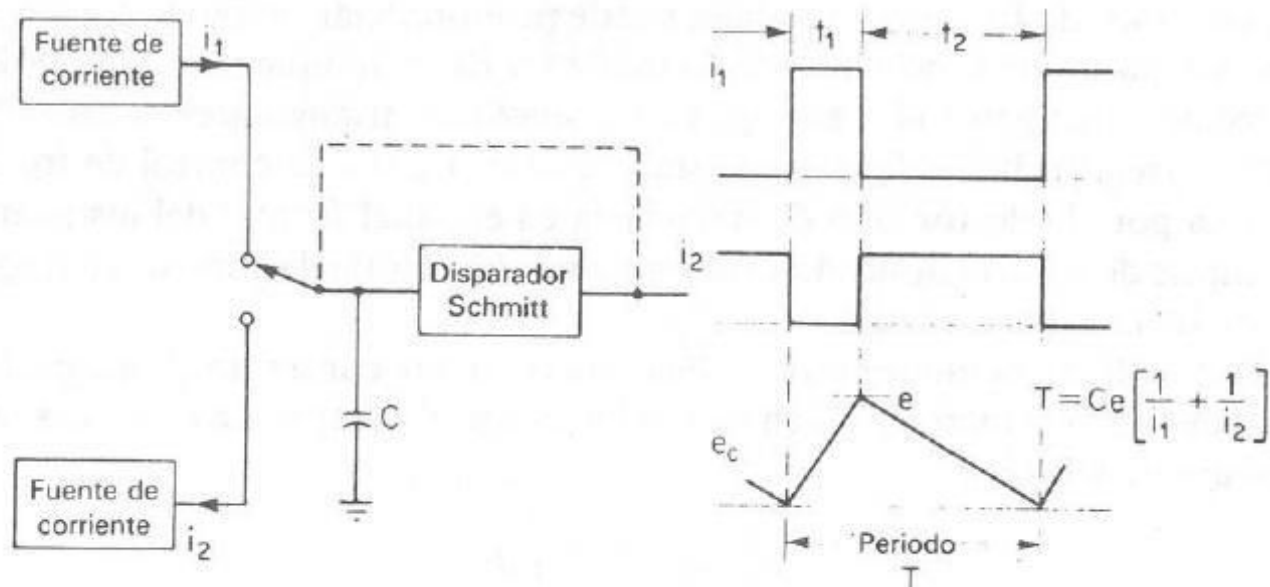 Fuente de
corriente
i₁
Disparador
Schmitt
C
Fuente de
corriente
i₂
t₁
t₂
i₁
i₂
e
e_c
T = Ce [1/i₁ + 1/i₂]
Periodo
T